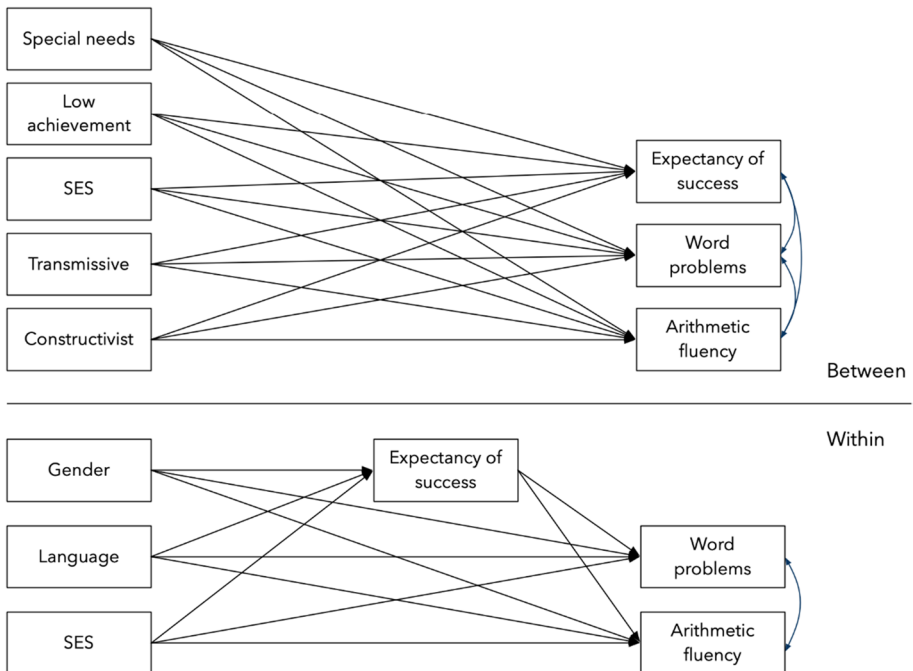 Special needs
Low
achievement
SES
Transmissive
Constructivist
Expectancy of
success
Word
problems
Arithmetic
fluency
Between
Within
Gender
Language
SES
Expectancy of
success
Word
problems
Arithmetic
fluency